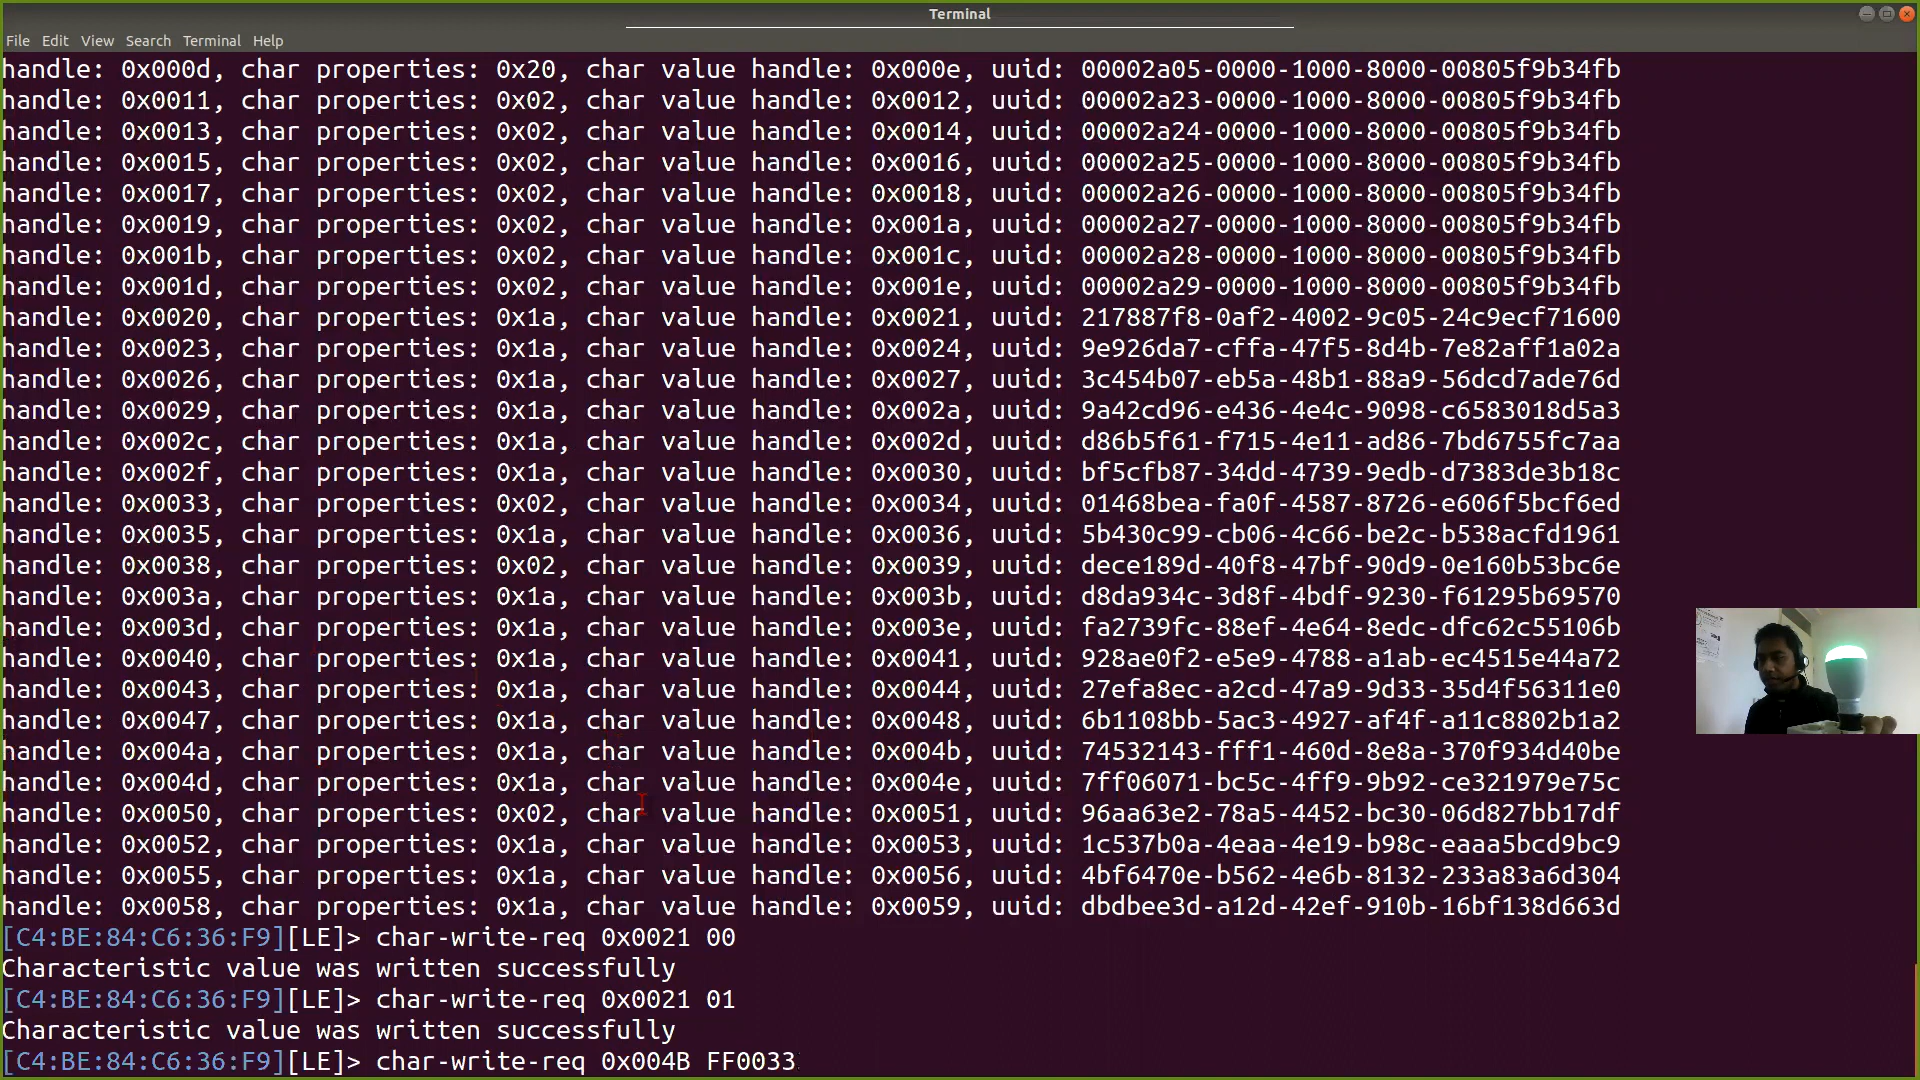 Terminal
File Edit View Search Terminal Help
handle: 0x000d, char properties: 0x20, char value handle: 0x000e, uuid: 00002a05-0000-1000-8000-00805f9b34fb
handle: 0x0011, char properties: 0x02, char value handle: 0x0012, uuid: 00002a23-0000-1000-8000-00805f9b34fb
handle: 0x0013, char properties: 0x02, char value handle: 0x0014, uuid: 00002a24-0000-1000-8000-00805f9b34fb
handle: 0x0015, char properties: 0x02, char value handle: 0x0016, uuid: 00002a25-0000-1000-8000-00805f9b34fb
handle: 0x0017, char properties: 0x02, char value handle: 0x0018, uuid: 00002a26-0000-1000-8000-00805f9b34fb
handle: 0x0019, char properties: 0x02, char value handle: 0x001a, uuid: 00002a27-0000-1000-8000-00805f9b34fb
handle: 0x001b, char properties: 0x02, char value handle: 0x001c, uuid: 00002a28-0000-1000-8000-00805f9b34fb
handle: 0x001d, char properties: 0x02, char value handle: 0x001e, uuid: 00002a29-0000-1000-8000-00805f9b34fb
handle: 0x0020, char properties: 0x1a, char value handle: 0x0021, uuid: 217887f8-0af2-4002-9c05-24c9ecf71600
handle: 0x0023, char properties: 0x1a, char value handle: 0x0024, uuid: 9e926da7-cffa-47f5-8d4b-7e82aff1a02a
handle: 0x0026, char properties: 0x1a, char value handle: 0x0027, uuid: 3c454b07-eb5a-48b1-88a9-56dcd7ade76d
handle: 0x0029, char properties: 0x1a, char value handle: 0x002a, uuid: 9a42cd96-e436-4e4c-9098-c6583018d5a3
handle: 0x002c, char properties: 0x1a, char value handle: 0x002d, uuid: d86b5f61-f715-4e11-ad86-7bd6755fc7aa
handle: 0x002f, char properties: 0x1a, char value handle: 0x0030, uuid: bf5cfb87-34dd-4739-9edb-d7383de3b18c
handle: 0x0033, char properties: 0x02, char value handle: 0x0034, uuid: 01468bea-fa0f-4587-8726-e606f5bcf6ed
handle: 0x0035, char properties: 0x1a, char value handle: 0x0036, uuid: 5b430c99-cb06-4c66-be2c-b538acfd1961
handle: 0x0038, char properties: 0x02, char value handle: 0x0039, uuid: dece189d-40f8-47bf-90d9-0e160b53bc6e
handle: 0x003a, char properties: 0x1a, char value handle: 0x003b, uuid: d8da934c-3d8f-4bdf-9230-f61295b69570
handle: 0x003d, char properties: 0x1a, char value handle: 0x003e, uuid: fa2739fc-88ef-4e64-8edc-dfc62c55106b
handle: 0x0040, char properties: 0x1a, char value handle: 0x0041, uuid: 928ae0f2-e5e9-4788-a1ab-ec4515e44a72
handle: 0x0043, char properties: 0x1a, char value handle: 0x0044, uuid: 27efa8ec-a2cd-47a9-9d33-35d4f56311e0
handle: 0x0047, char properties: 0x1a, char value handle: 0x0048, uuid: 6b1108bb-5ac3-4927-af4f-a11c8802b1a2
handle: 0x004a, char properties: 0x1a, char value handle: 0x004b, uuid: 74532143-fff1-460d-8e8a-370f934d40be
handle: 0x004d, char properties: 0x1a, char value handle: 0x004e, uuid: 7ff06071-bc5c-4ff9-9b92-ce321979e75c
handle: 0x0050, char properties: 0x02, char value handle: 0x0051, uuid: 96aa63e2-78a5-4452-bc30-06d827bb17df
handle: 0x0052, char properties: 0x1a, char value handle: 0x0053, uuid: 1c537b0a-4eaa-4e19-b98c-eaaa5bcd9bc9
handle: 0x0055, char properties: 0x1a, char value handle: 0x0056, uuid: 4bf6470e-b562-4e6b-8132-233a83a6d304
handle: 0x0058, char properties: 0x1a, char value handle: 0x0059, uuid: dbdbee3d-a12d-42ef-910b-16bf138d663d
[C4:BE:84:C6:36:F9][LE]> char-write-req 0x0021 00
Characteristic value was written successfully
[C4:BE:84:C6:36:F9][LE]> char-write-req 0x0021 01
Characteristic value was written successfully
[C4:BE:84:C6:36:F9][LE]> char-write-req 0x004B FF0033